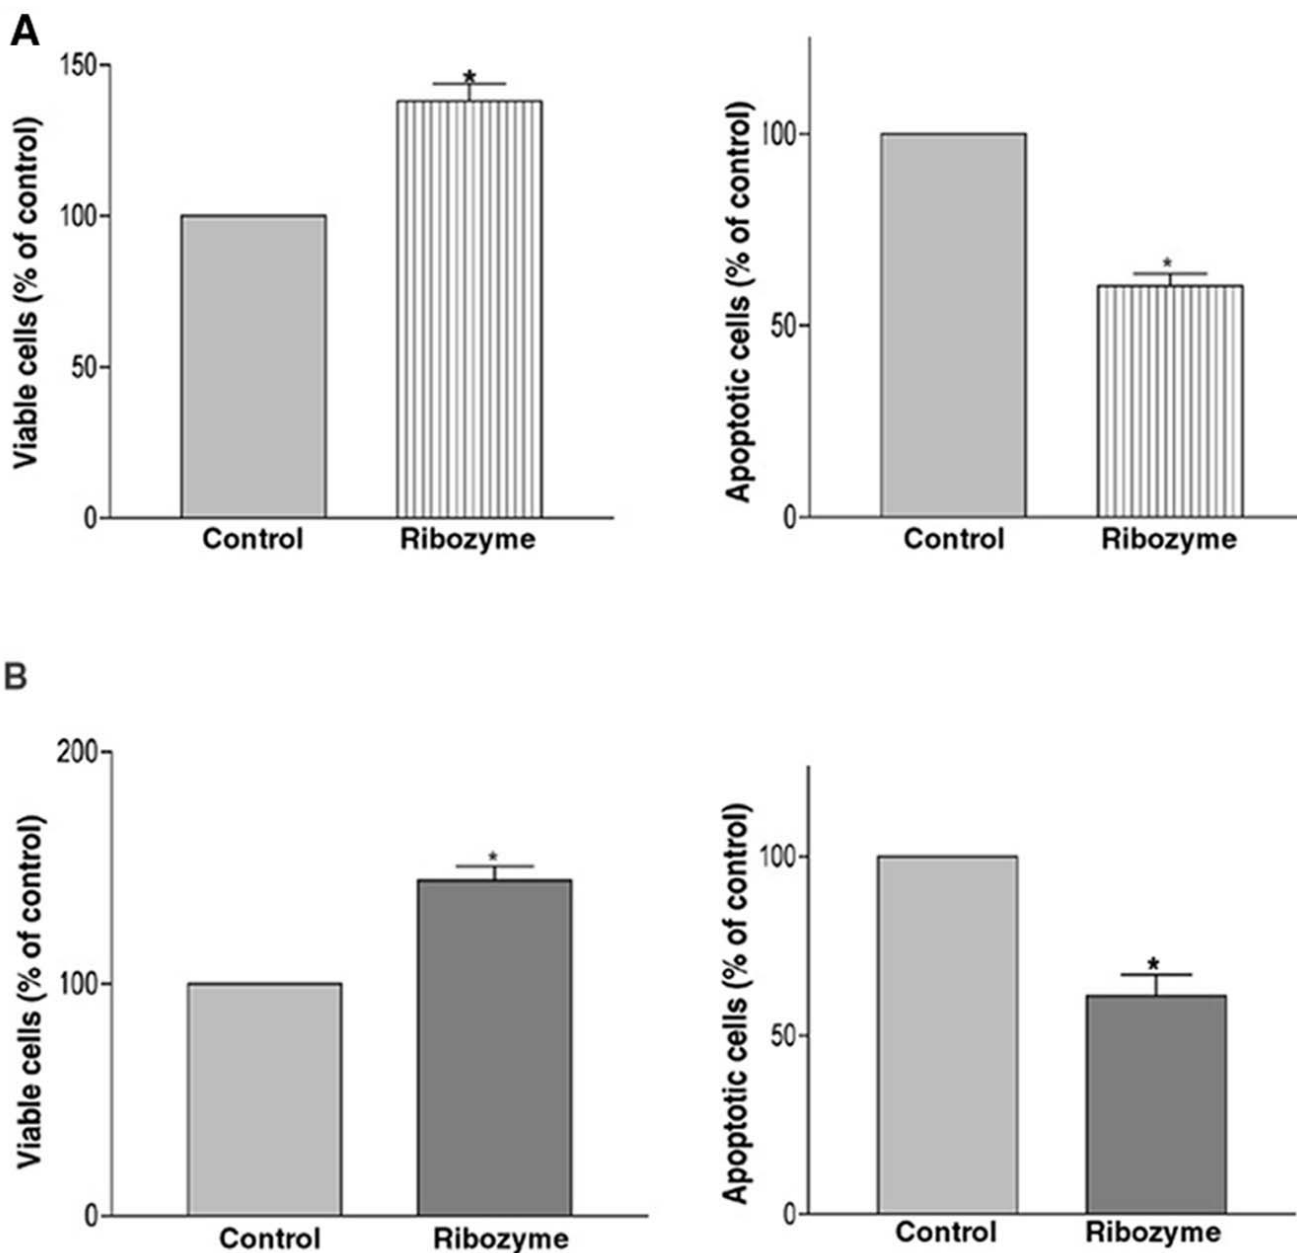 A
Viable cells (% of control)
150
100
50
0
*
Control Ribozyme
Apoptotic cells (% of control)
100
50
0
*
Control Ribozyme
B
Viable cells (% of control)
200
100
0
*
Control Ribozyme
Apoptotic cells (% of control)
100
50
0
*
Control Ribozyme